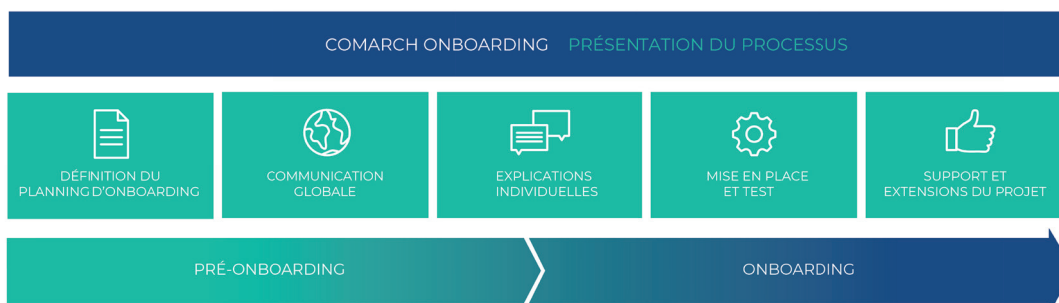 COMARCH ONBOARDING PRÉSENTATION DU PROCESSUS
DÉFINITION DU
PLANNING D'ONBOARDING
COMMUNICATION
GLOBALE
EXPLICATIONS
INDIVIDUELLES
MISE EN PLACE
ET TEST
SUPPORT ET
EXTENSIONS DU PROJET
PRÉ-ONBOARDING
ONBOARDING